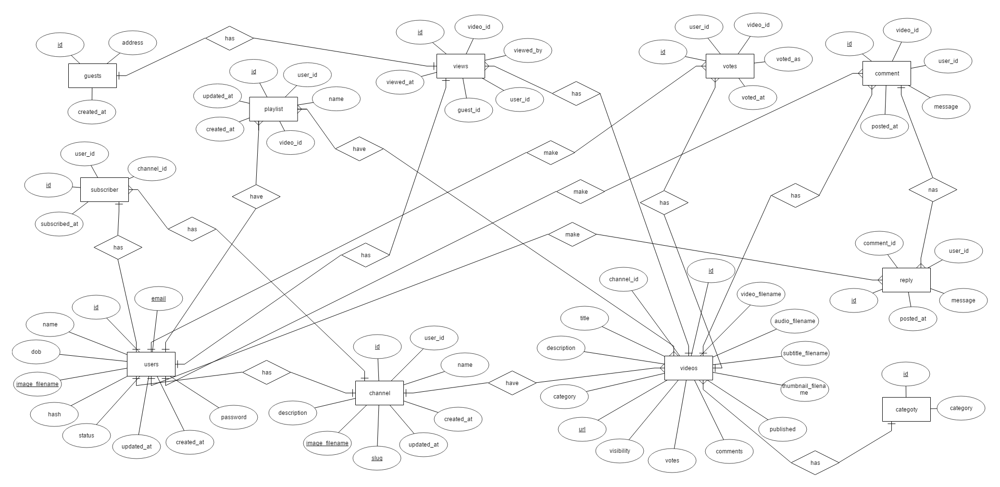 id
address
has
guests
created_at
id
video_id
viewed_by
views
viewed_at
user_id
guest_id
user_id
video_id
id
votes
voted_as
voted_at
id
video_id
user_id
comment
message
posted_at
id
user_id
updated_at
name
playlist
created_at
video_id
has
have
make
user_id
channel_id
id
subscriber
subscribed_at
have
has
has
make
has
has
nas
has
make
has
comment_id
user_id
reply
id
message
posted_at
id
email
name
dob
users
image_filename
hash
status
updated_at
created_at
password
has
id
user_id
name
channel
description
created_at
image_filename
updated_at
slug
have
channel_id
id
video_filename
title
audio_filename
description
subtitle_filename
videos
category
thumbnail_filena
me
url
published
visibility
votes
comments
id
categoty
category
has